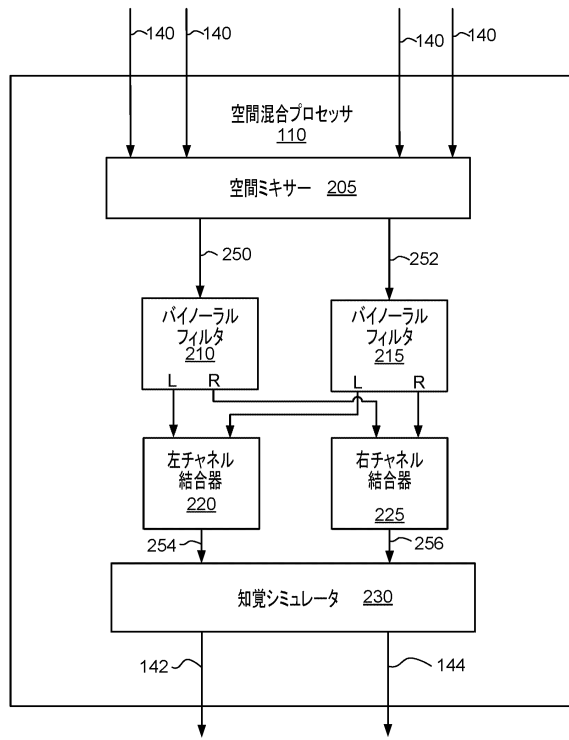 140
140
140
140
空間混合プロセッサ
110
空間ミキサー 205
250
252
バイノーラル
フィルタ
210
L R
バイノーラル
フィルタ
215
L R
左チャネル
結合器
220
右チャネル
結合器
225
254
256
知覚シミュレータ 230
142
144